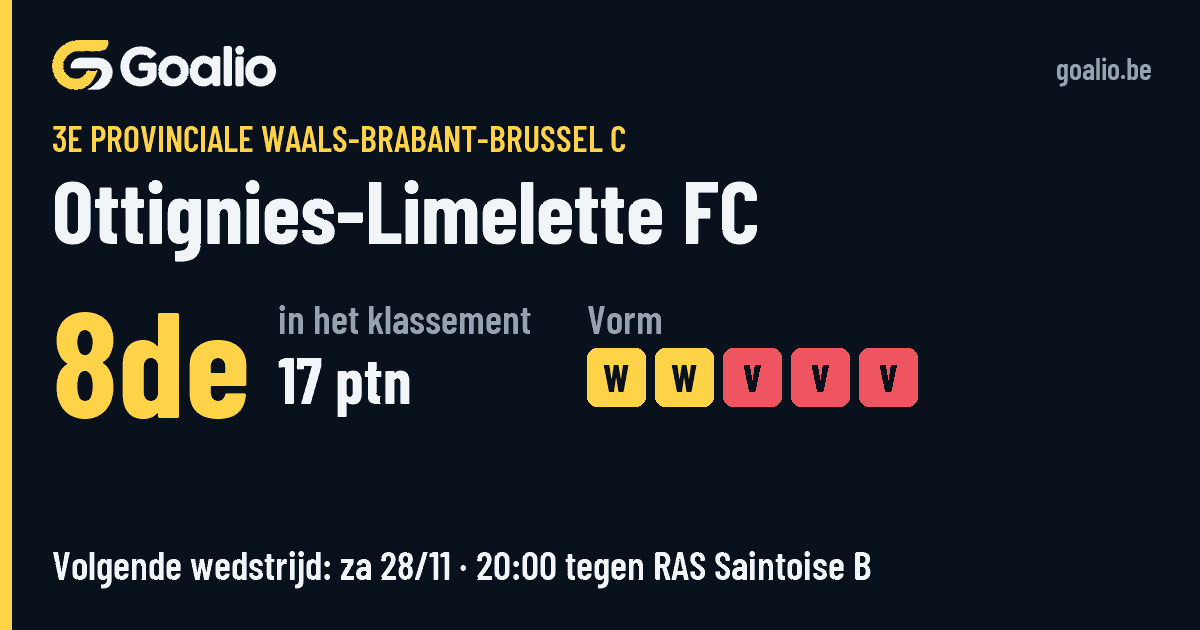 Goalio
goalio.be
3E PROVINCIALE WAALS-BRABANT-BRUSSEL C
Ottignies-Limelette FC
8de
in het klassement
17 ptn
Vorm
W W V V V
Volgende wedstrijd: za 28/11 · 20:00 tegen RAS Saintoise B